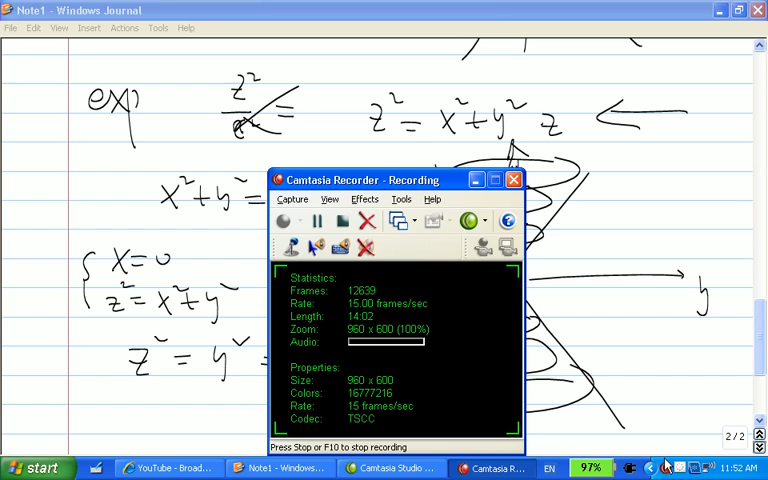 Note1 - Windows Journal
File Edit View Insert Actions Tools Help
exp z² = z² = x² + y² z
x² + y² =
x = 0
z² = x² + y²
z² = y² =
y
Camtasia Recorder - Recording
Capture View Effects Tools Help
Statistics:
Frames: 12639
Rate: 15.00 frames/sec
Length: 14:02
Zoom: 960 x 600 (100%)
Audio:
Properties:
Size: 960 x 600
Colors: 16777216
Rate: 15 frames/sec
Codec: TSCC
Press Stop or F10 to stop recording
2 / 2
start YouTube - Broad... Note1 - Windows... Camtasia Studio ... Camtasia R... EN 97% 11:52 AM